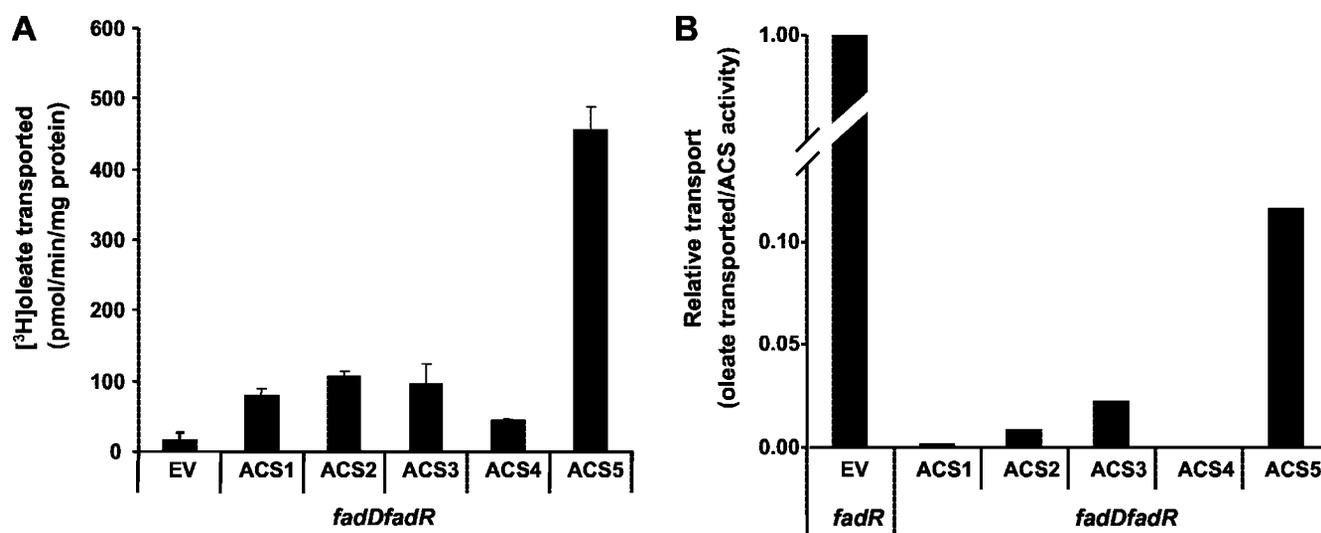 A
[³H]oleate transported
(pmol/min/mg protein)
600
500
400
300
200
100
0
EV ACS1 ACS2 ACS3 ACS4 ACS5
fadDfadR
B
Relative transport
(oleate transported/ACS activity)
1.00
0.10
0.05
0.00
EV ACS1 ACS2 ACS3 ACS4 ACS5
fadR fadDfadR